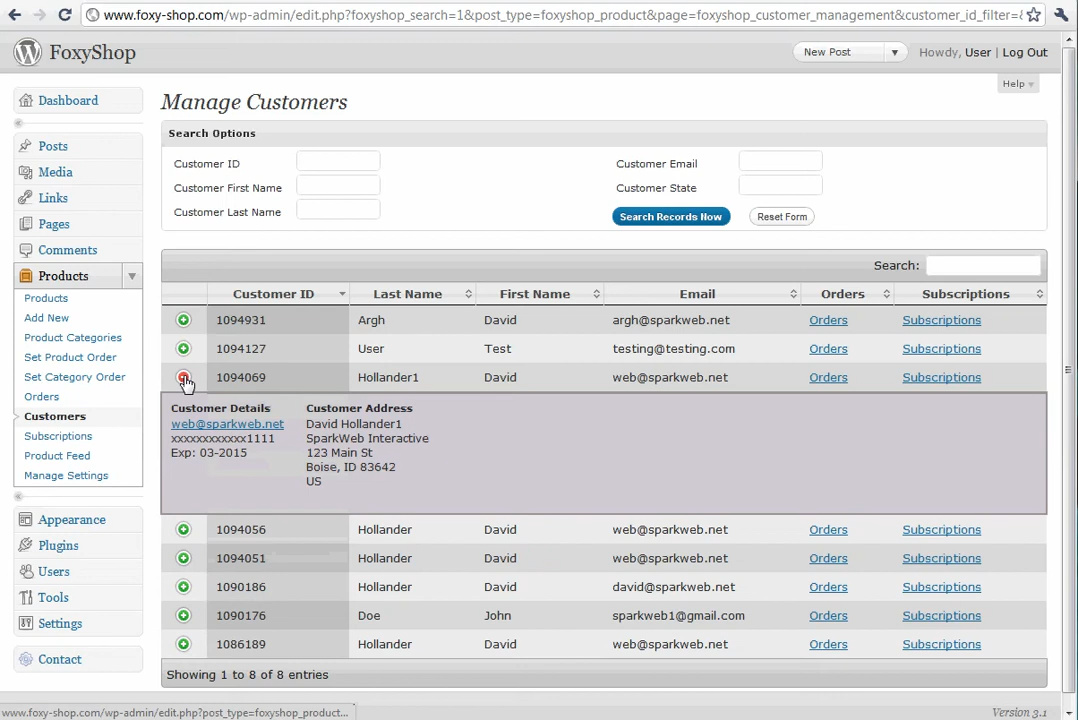 www.foxy-shop.com/wp-admin/edit.php?foxyshop_search=1&post_type=foxyshop_product&page=foxyshop_customer_management&customer_id_filter=&
FoxyShop
New Post
Howdy, User | Log Out
Help
Dashboard
Posts
Media
Links
Pages
Comments
Products
Products
Add New
Product Categories
Set Product Order
Set Category Order
Orders
Customers
Subscriptions
Product Feed
Manage Settings
Appearance
Plugins
Users
Tools
Settings
Contact
Manage Customers
Search Options
Customer ID
Customer Email
Customer First Name
Customer State
Customer Last Name
Search Records Now
Reset Form
Search:
Customer ID Last Name First Name Email Orders Subscriptions
1094931 Argh David argh@sparkweb.net Orders Subscriptions
1094127 User Test testing@testing.com Orders Subscriptions
1094069 Hollander1 David web@sparkweb.net Orders Subscriptions
Customer Details
web@sparkweb.net
xxxxxxxxxxxx1111
Exp: 03-2015
Customer Address
David Hollander1
SparkWeb Interactive
123 Main St
Boise, ID 83642
US
1094056 Hollander David web@sparkweb.net Orders Subscriptions
1094051 Hollander David web@sparkweb.net Orders Subscriptions
1090186 Hollander David david@sparkweb.net Orders Subscriptions
1090176 Doe John sparkweb1@gmail.com Orders Subscriptions
1086189 Hollander David web@sparkweb.net Orders Subscriptions
Showing 1 to 8 of 8 entries
www.foxy-shop.com/wp-admin/edit.php?post_type=foxyshop_product...
Version 3.1